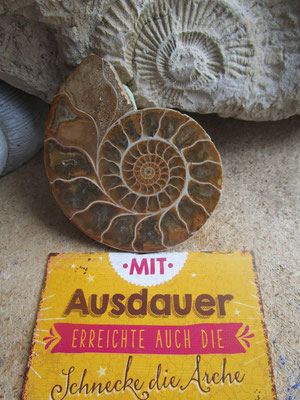 ·MIT·
Ausdauer
ERREICHTE AUCH DIE
Schnecke die Arche